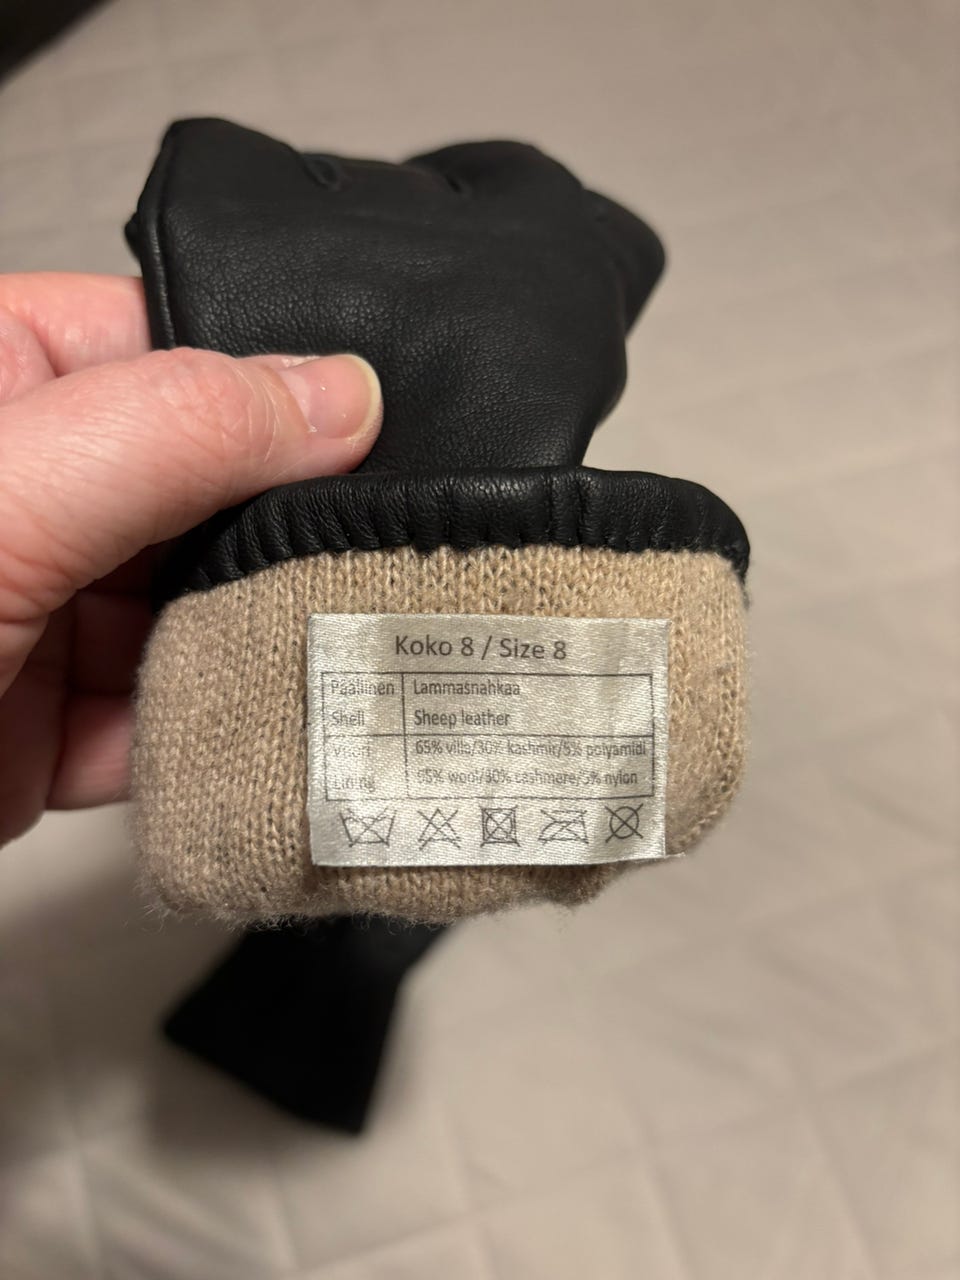 Koko 8 / Size 8
Päällinen Lammasnahkaa
Shell Sheep leather
Vuori 65% villa/30% kashmir/5% polyamidi
Lining 65% wool/30% cashmere/5% nylon